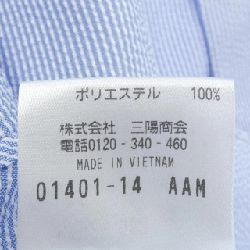 ポリエステル 100%
株式会社 三陽商会
電話0120-340-460
MADE IN VIETNAM
01401-14 AAM